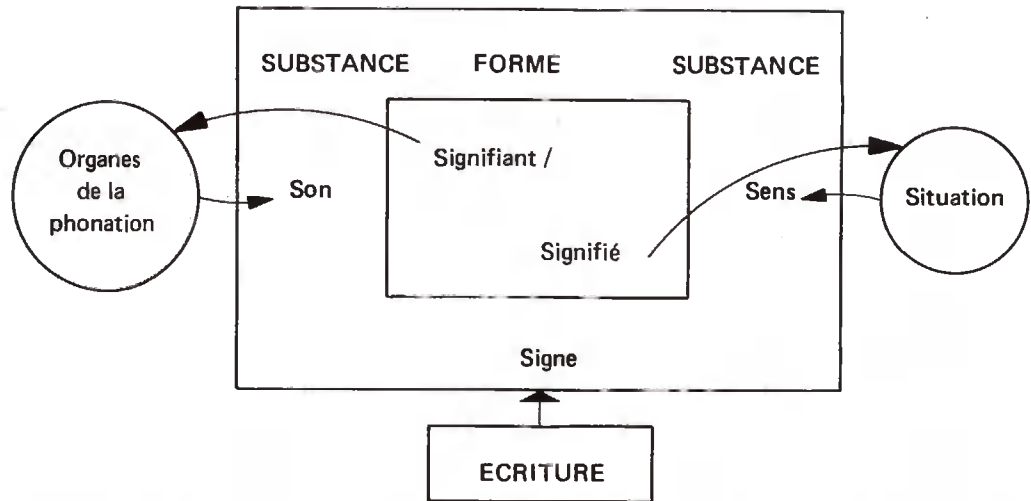 SUBSTANCE FORME SUBSTANCE
Organes
de la
phonation
Son
Signifiant /
Signifié
Sens
Situation
Signe
ECRITURE